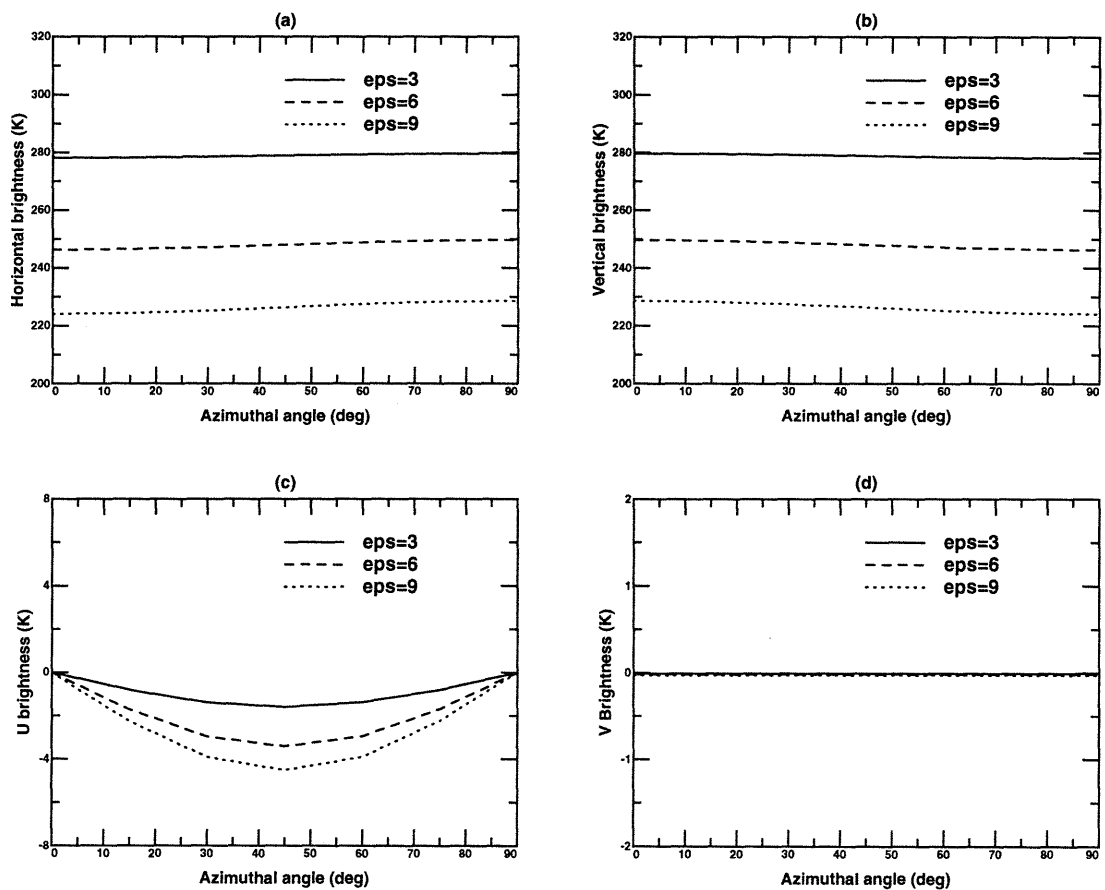 (a)
320
300
280
260
240
220
200
Horizontal brightness (K)
eps=3
eps=6
eps=9
0 10 20 30 40 50 60 70 80 90
Azimuthal angle (deg)
(b)
320
300
280
260
240
220
200
Vertical brightness (K)
eps=3
eps=6
eps=9
0 10 20 30 40 50 60 70 80 90
Azimuthal angle (deg)
(c)
8
4
0
-4
-8
U brightness (K)
eps=3
eps=6
eps=9
0 10 20 30 40 50 60 70 80 90
Azimuthal angle (deg)
(d)
2
1
0
-1
-2
V Brightness (K)
eps=3
eps=6
eps=9
0 10 20 30 40 50 60 70 80 90
Azimuthal angle (deg)